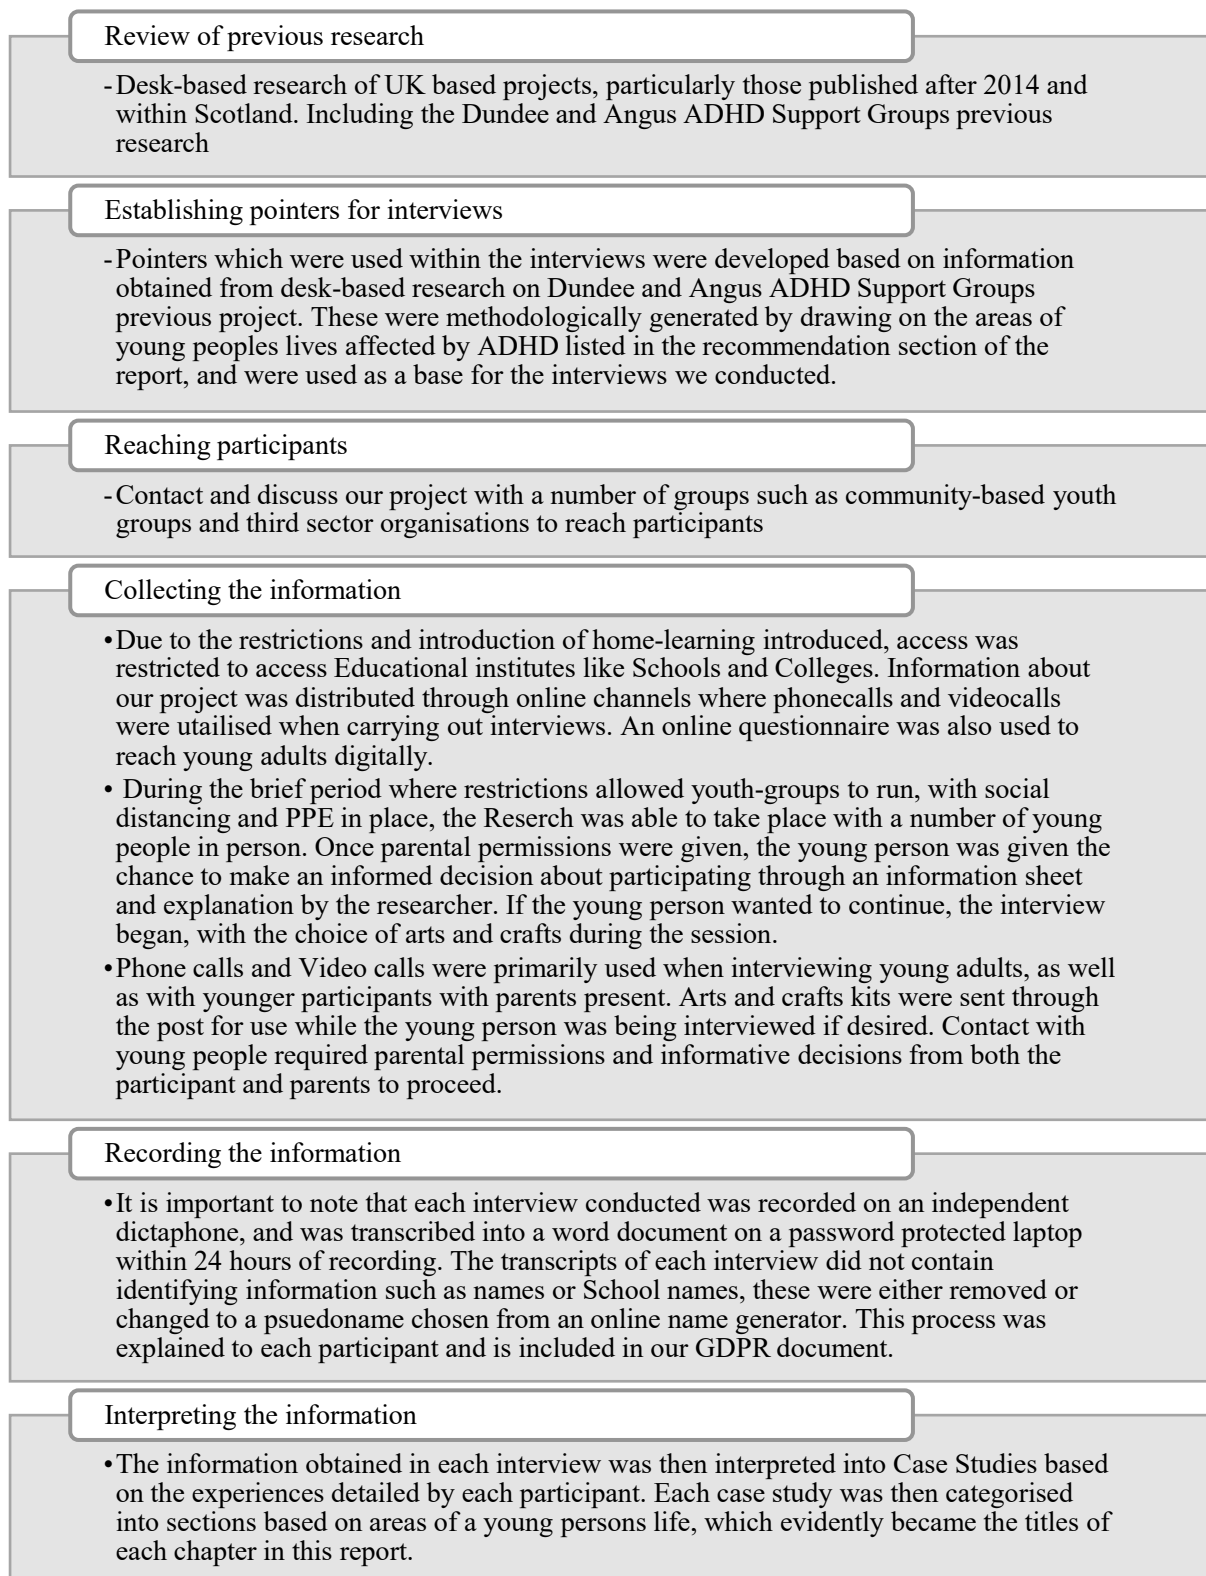 Review of previous research
- Desk-based research of UK based projects, particularly those published after 2014 and
within Scotland. Including the Dundee and Angus ADHD Support Groups previous
research
Establishing pointers for interviews
- Pointers which were used within the interviews were developed based on information
obtained from desk-based research on Dundee and Angus ADHD Support Groups
previous project. These were methodologically generated by drawing on the areas of
young peoples lives affected by ADHD listed in the recommendation section of the
report, and were used as a base for the interviews we conducted.
Reaching participants
- Contact and discuss our project with a number of groups such as community-based youth
groups and third sector organisations to reach participants
Collecting the information
• Due to the restrictions and introduction of home-learning introduced, access was
restricted to access Educational institutes like Schools and Colleges. Information about
our project was distributed through online channels where phonecalls and videocalls
were utailised when carrying out interviews. An online questionnaire was also used to
reach young adults digitally.
• During the brief period where restrictions allowed youth-groups to run, with social
distancing and PPE in place, the Reserch was able to take place with a number of young
people in person. Once parental permissions were given, the young person was given the
chance to make an informed decision about participating through an information sheet
and explanation by the researcher. If the young person wanted to continue, the interview
began, with the choice of arts and crafts during the session.
• Phone calls and Video calls were primarily used when interviewing young adults, as well
as with younger participants with parents present. Arts and crafts kits were sent through
the post for use while the young person was being interviewed if desired. Contact with
young people required parental permissions and informative decisions from both the
participant and parents to proceed.
Recording the information
• It is important to note that each interview conducted was recorded on an independent
dictaphone, and was transcribed into a word document on a password protected laptop
within 24 hours of recording. The transcripts of each interview did not contain
identifying information such as names or School names, these were either removed or
changed to a psuedoname chosen from an online name generator. This process was
explained to each participant and is included in our GDPR document.
Interpreting the information
• The information obtained in each interview was then interpreted into Case Studies based
on the experiences detailed by each participant. Each case study was then categorised
into sections based on areas of a young persons life, which evidently became the titles of
each chapter in this report.